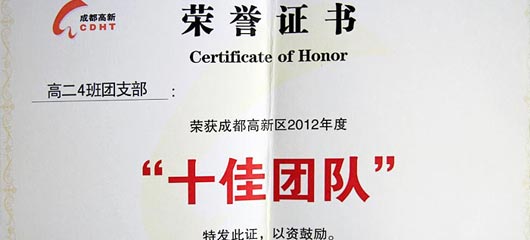 成都高新
CDHT
荣誉证书
Certificate of Honor
高二4班团支部：
荣获成都高新区2012年度
“十佳团队”
特发此证，以资鼓励。